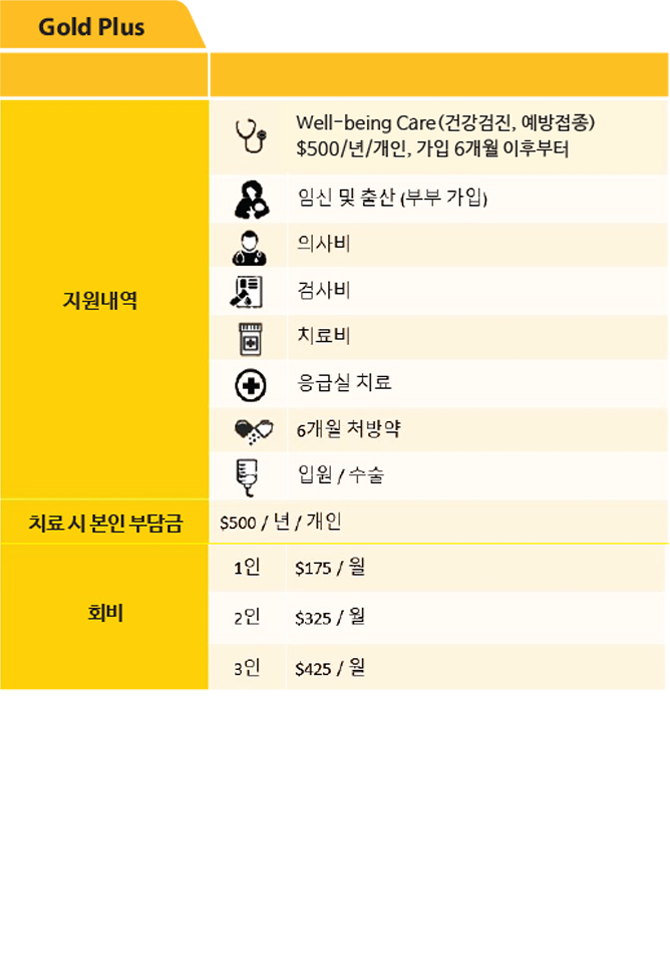 Gold Plus
Well-being Care (건강검진, 예방접종)
$500/년/개인, 가입 6개월 이후부터
임신 및 출산 (부부 가입)
의사비
검사비
지원내역
치료비
응급실 치료
6개월 처방약
입원 / 수술
치료 시 본인 부담금 $500 / 년 / 개인
1인 $175 / 월
회비
2인 $325 / 월
3인 $425 / 월